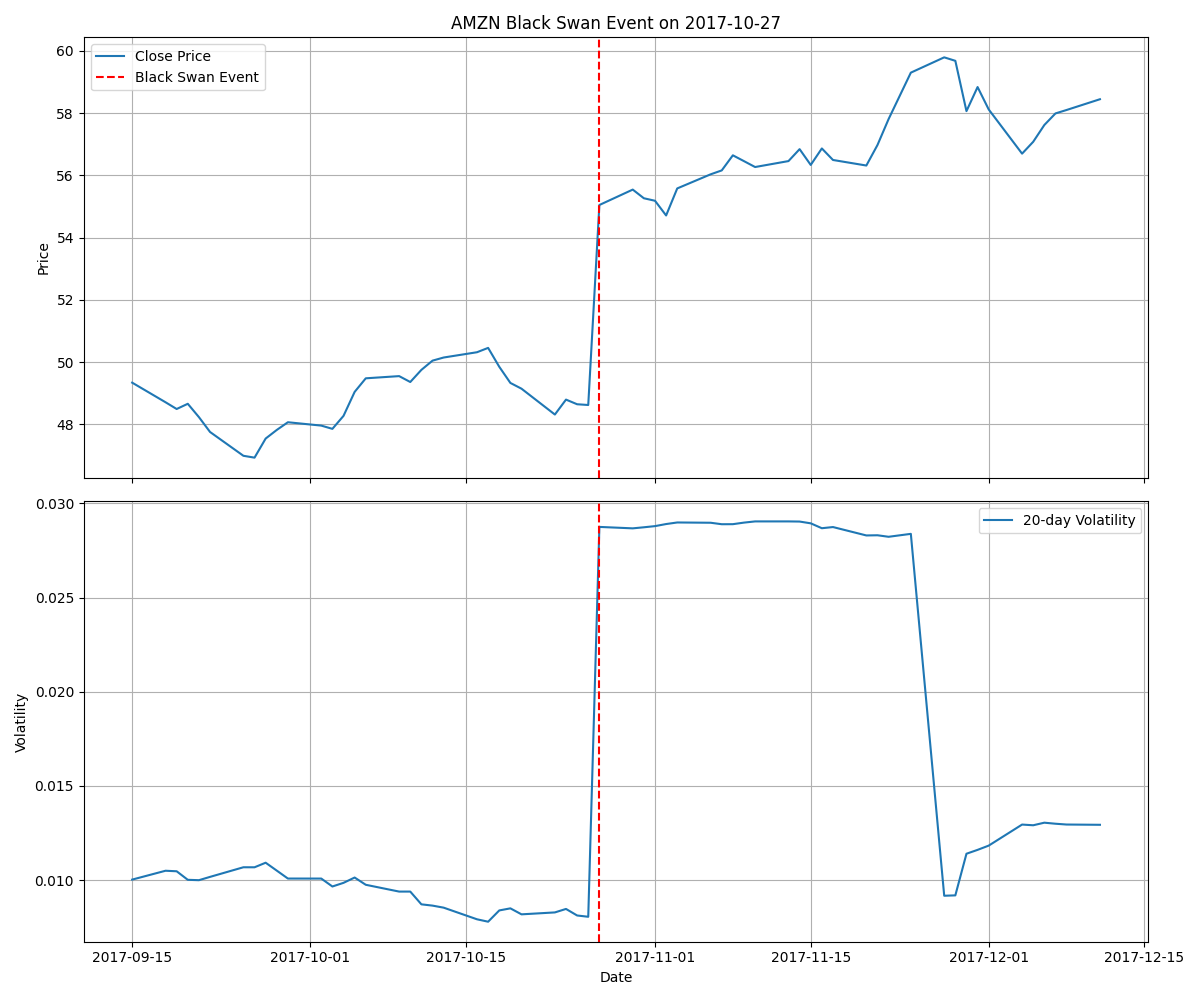 AMZN Black Swan Event on 2017-10-27
Close Price
Black Swan Event
60
58
56
54
52
50
48
Price
20-day Volatility
0.030
0.025
0.020
0.015
0.010
Volatility
2017-09-15 2017-10-01 2017-10-15 2017-11-01 2017-11-15 2017-12-01 2017-12-15
Date